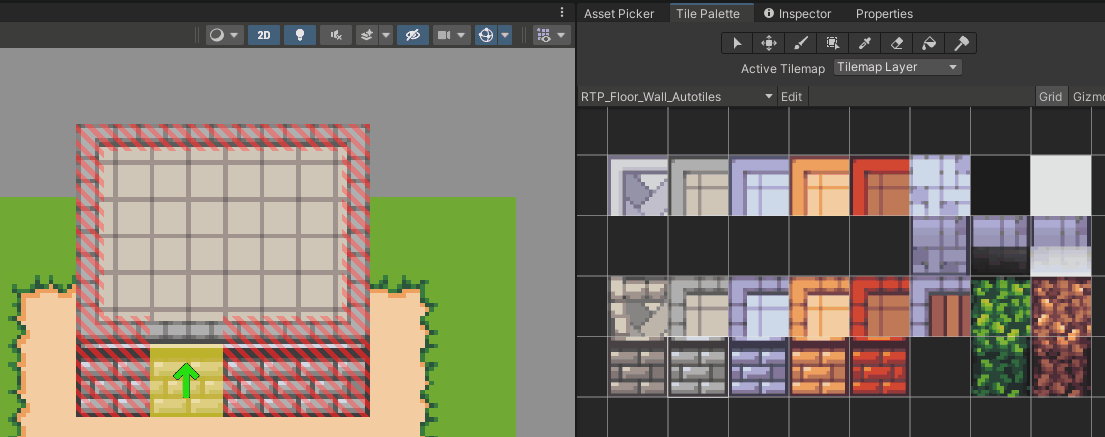 Asset Picker Tile Palette Inspector Properties
2D
Active Tilemap Tilemap Layer
RTP_Floor_Wall_Autotiles Edit Grid Gizmo